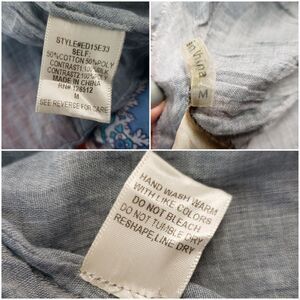 STYLE#ED15E33
SELF:
50%COTTON 50%POLY
CONTRAST1:100%SILK
CONTRAST2:100%POLY
MADE IN CHINA
RN# 128512
M
SEE REVERSE FOR CARE
M
HAND WASH WARM
WITH LIKE COLORS
DO NOT BLEACH
DO NOT TUMBLE DRY
RESHAPE,LINE DRY